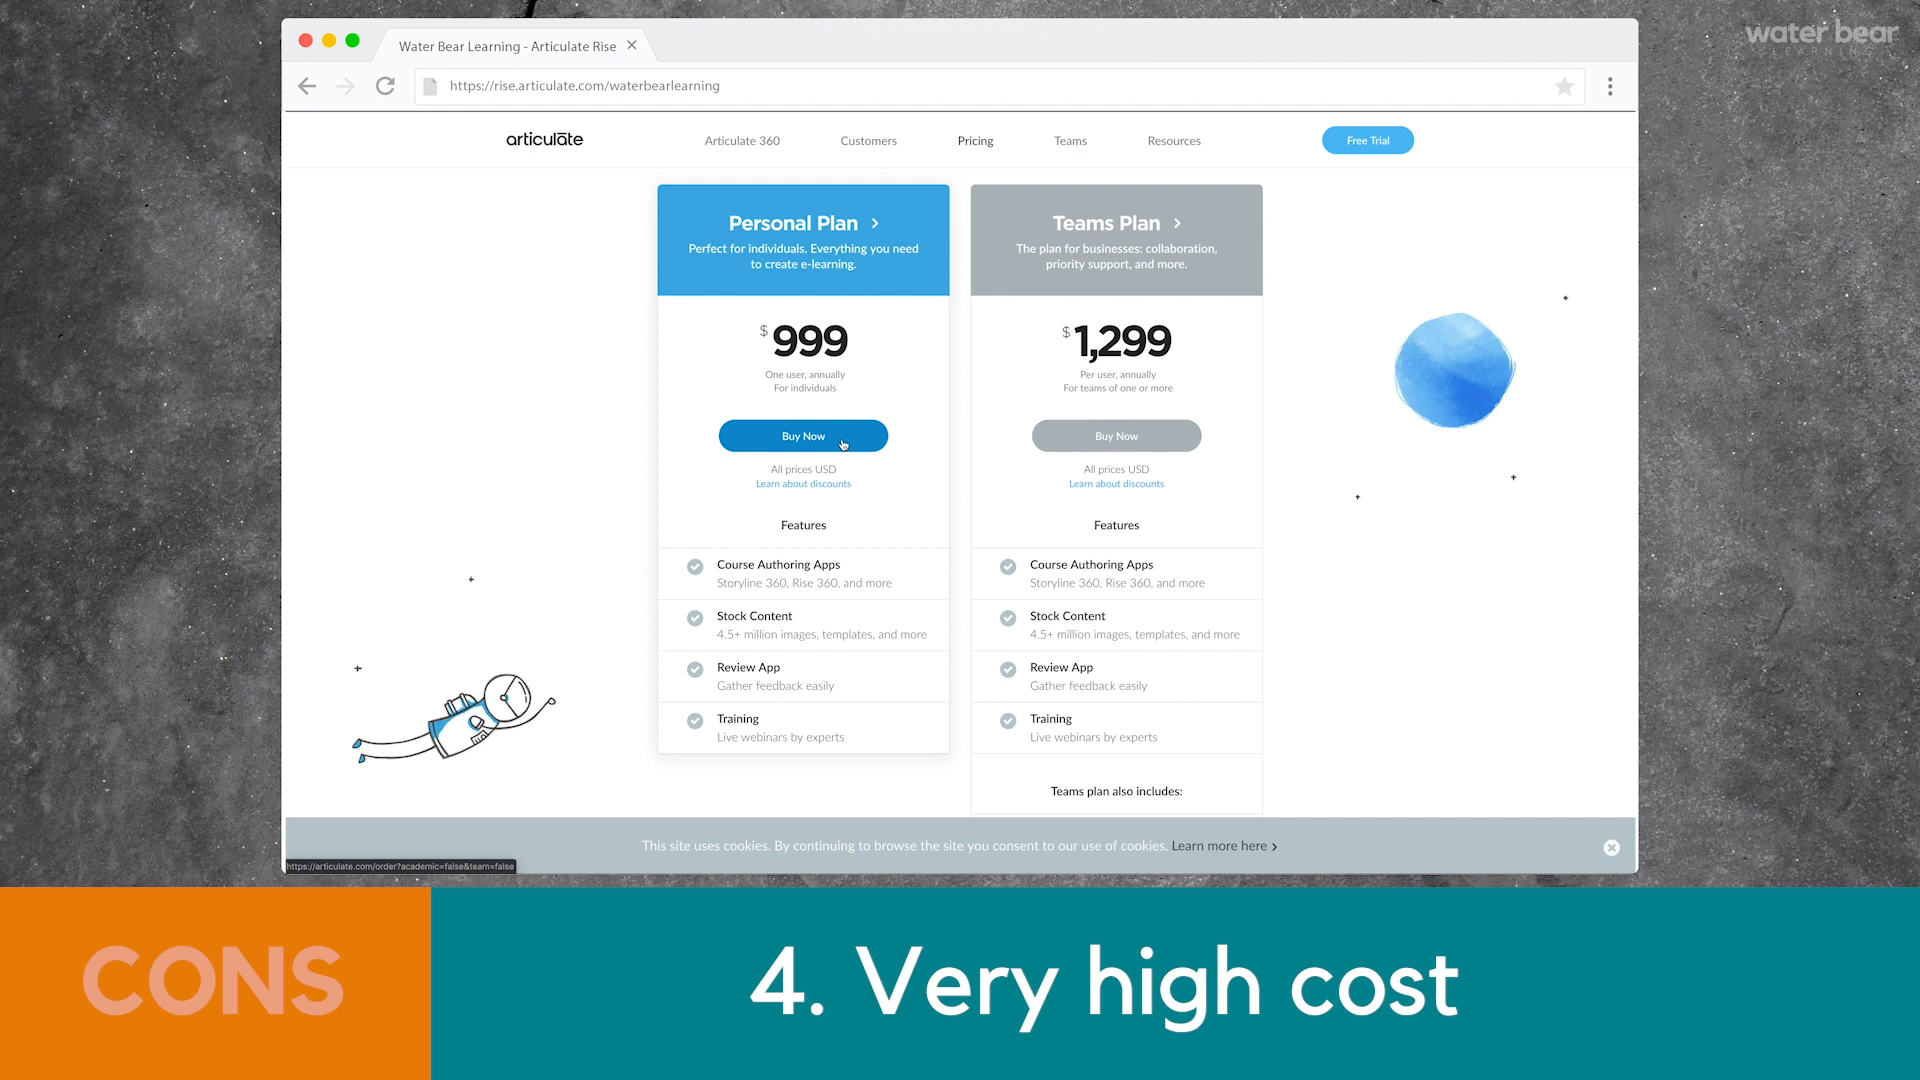 water bear
LEARNING
Water Bear Learning - Articulate Rise
https://rise.articulate.com/waterbearlearning
articulāte
Articulate 360
Customers
Pricing
Teams
Resources
Free Trial
Personal Plan
Perfect for individuals. Everything you need
to create e-learning.
$999
One user, annually
For individuals
Buy Now
All prices USD
Learn about discounts
Features
Course Authoring Apps
Storyline 360, Rise 360, and more
Stock Content
4.5+ million images, templates, and more
Review App
Gather feedback easily
Training
Live webinars by experts
Teams Plan
The plan for businesses: collaboration,
priority support, and more.
$1,299
Per user, annually
For teams of one or more
Buy Now
All prices USD
Learn about discounts
Features
Course Authoring Apps
Storyline 360, Rise 360, and more
Stock Content
4.5+ million images, templates, and more
Review App
Gather feedback easily
Training
Live webinars by experts
Teams plan also includes:
This site uses cookies. By continuing to browse the site you consent to our use of cookies. Learn more here
https://articulate.com/order?academic=false&team=false
CONS
4. Very high cost